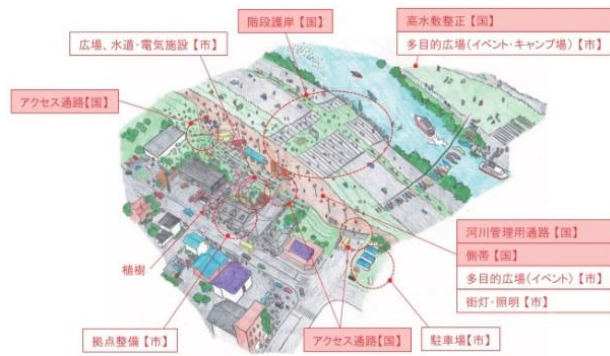 階段護岸【国】
高水敷整正【国】
多目的広場(イベント・キャンプ場)【市】
広場、水道・電気施設【市】
アクセス通路【国】
河川管理用通路【国】
側帯【国】
多目的広場(イベント)【市】
街灯・照明【市】
植樹
拠点整備【市】
アクセス通路【国】
駐車場【市】